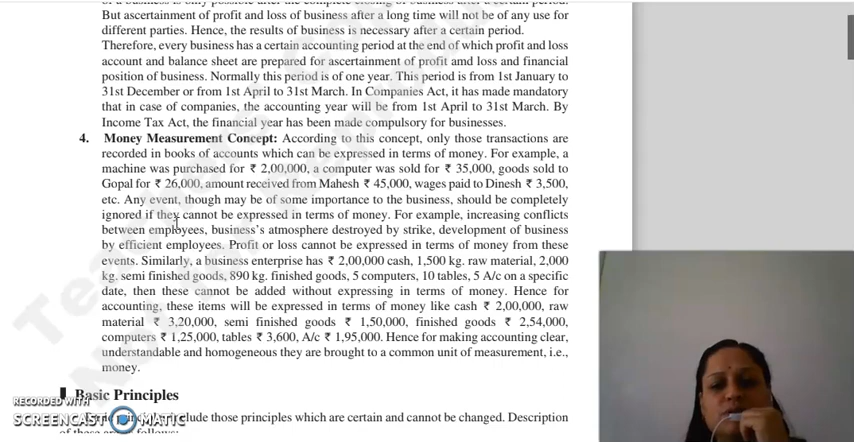 But ascertainment of profit and loss of business after a long time will not be of any use for
different parties. Hence, the results of business is necessary after a certain period.
Therefore, every business has a certain accounting period at the end of which profit and loss
account and balance sheet are prepared for ascertainment of profit amd loss and financial
position of business. Normally this period is of one year. This period is from 1st January to
31st December or from 1st April to 31st March. In Companies Act, it has made mandatory
that in case of companies, the accounting year will be from 1st April to 31st March. By
Income Tax Act, the financial year has been made compulsory for businesses.
4. Money Measurement Concept: According to this concept, only those transactions are
recorded in books of accounts which can be expressed in terms of money. For example, a
machine was purchased for ₹ 2,00,000, a computer was sold for ₹ 35,000, goods sold to
Gopal for ₹ 26,000, amount received from Mahesh ₹ 45,000, wages paid to Dinesh ₹ 3,500,
etc. Any event, though may be of some importance to the business, should be completely
ignored if they cannot be expressed in terms of money. For example, increasing conflicts
between employees, business's atmosphere destroyed by strike, development of business
by efficient employees. Profit or loss cannot be expressed in terms of money from these
events. Similarly, a business enterprise has ₹ 2,00,000 cash, 1,500 kg. raw material, 2,000
kg. semi finished goods, 890 kg. finished goods, 5 computers, 10 tables, 5 A/c on a specific
date, then these cannot be added without expressing in terms of money. Hence for
accounting, these items will be expressed in terms of money like cash ₹ 2,00,000, raw
material ₹ 3,20,000, semi finished goods ₹ 1,50,000, finished goods ₹ 2,54,000,
computers ₹ 1,25,000, tables ₹ 3,600, A/c ₹ 1,95,000. Hence for making accounting clear,
understandable and homogeneous they are brought to a common unit of measurement, i.e.,
money.
Basic Principles
include those principles which are certain and cannot be changed. Description
RECORDED WITH
SCREENCAST MATIC